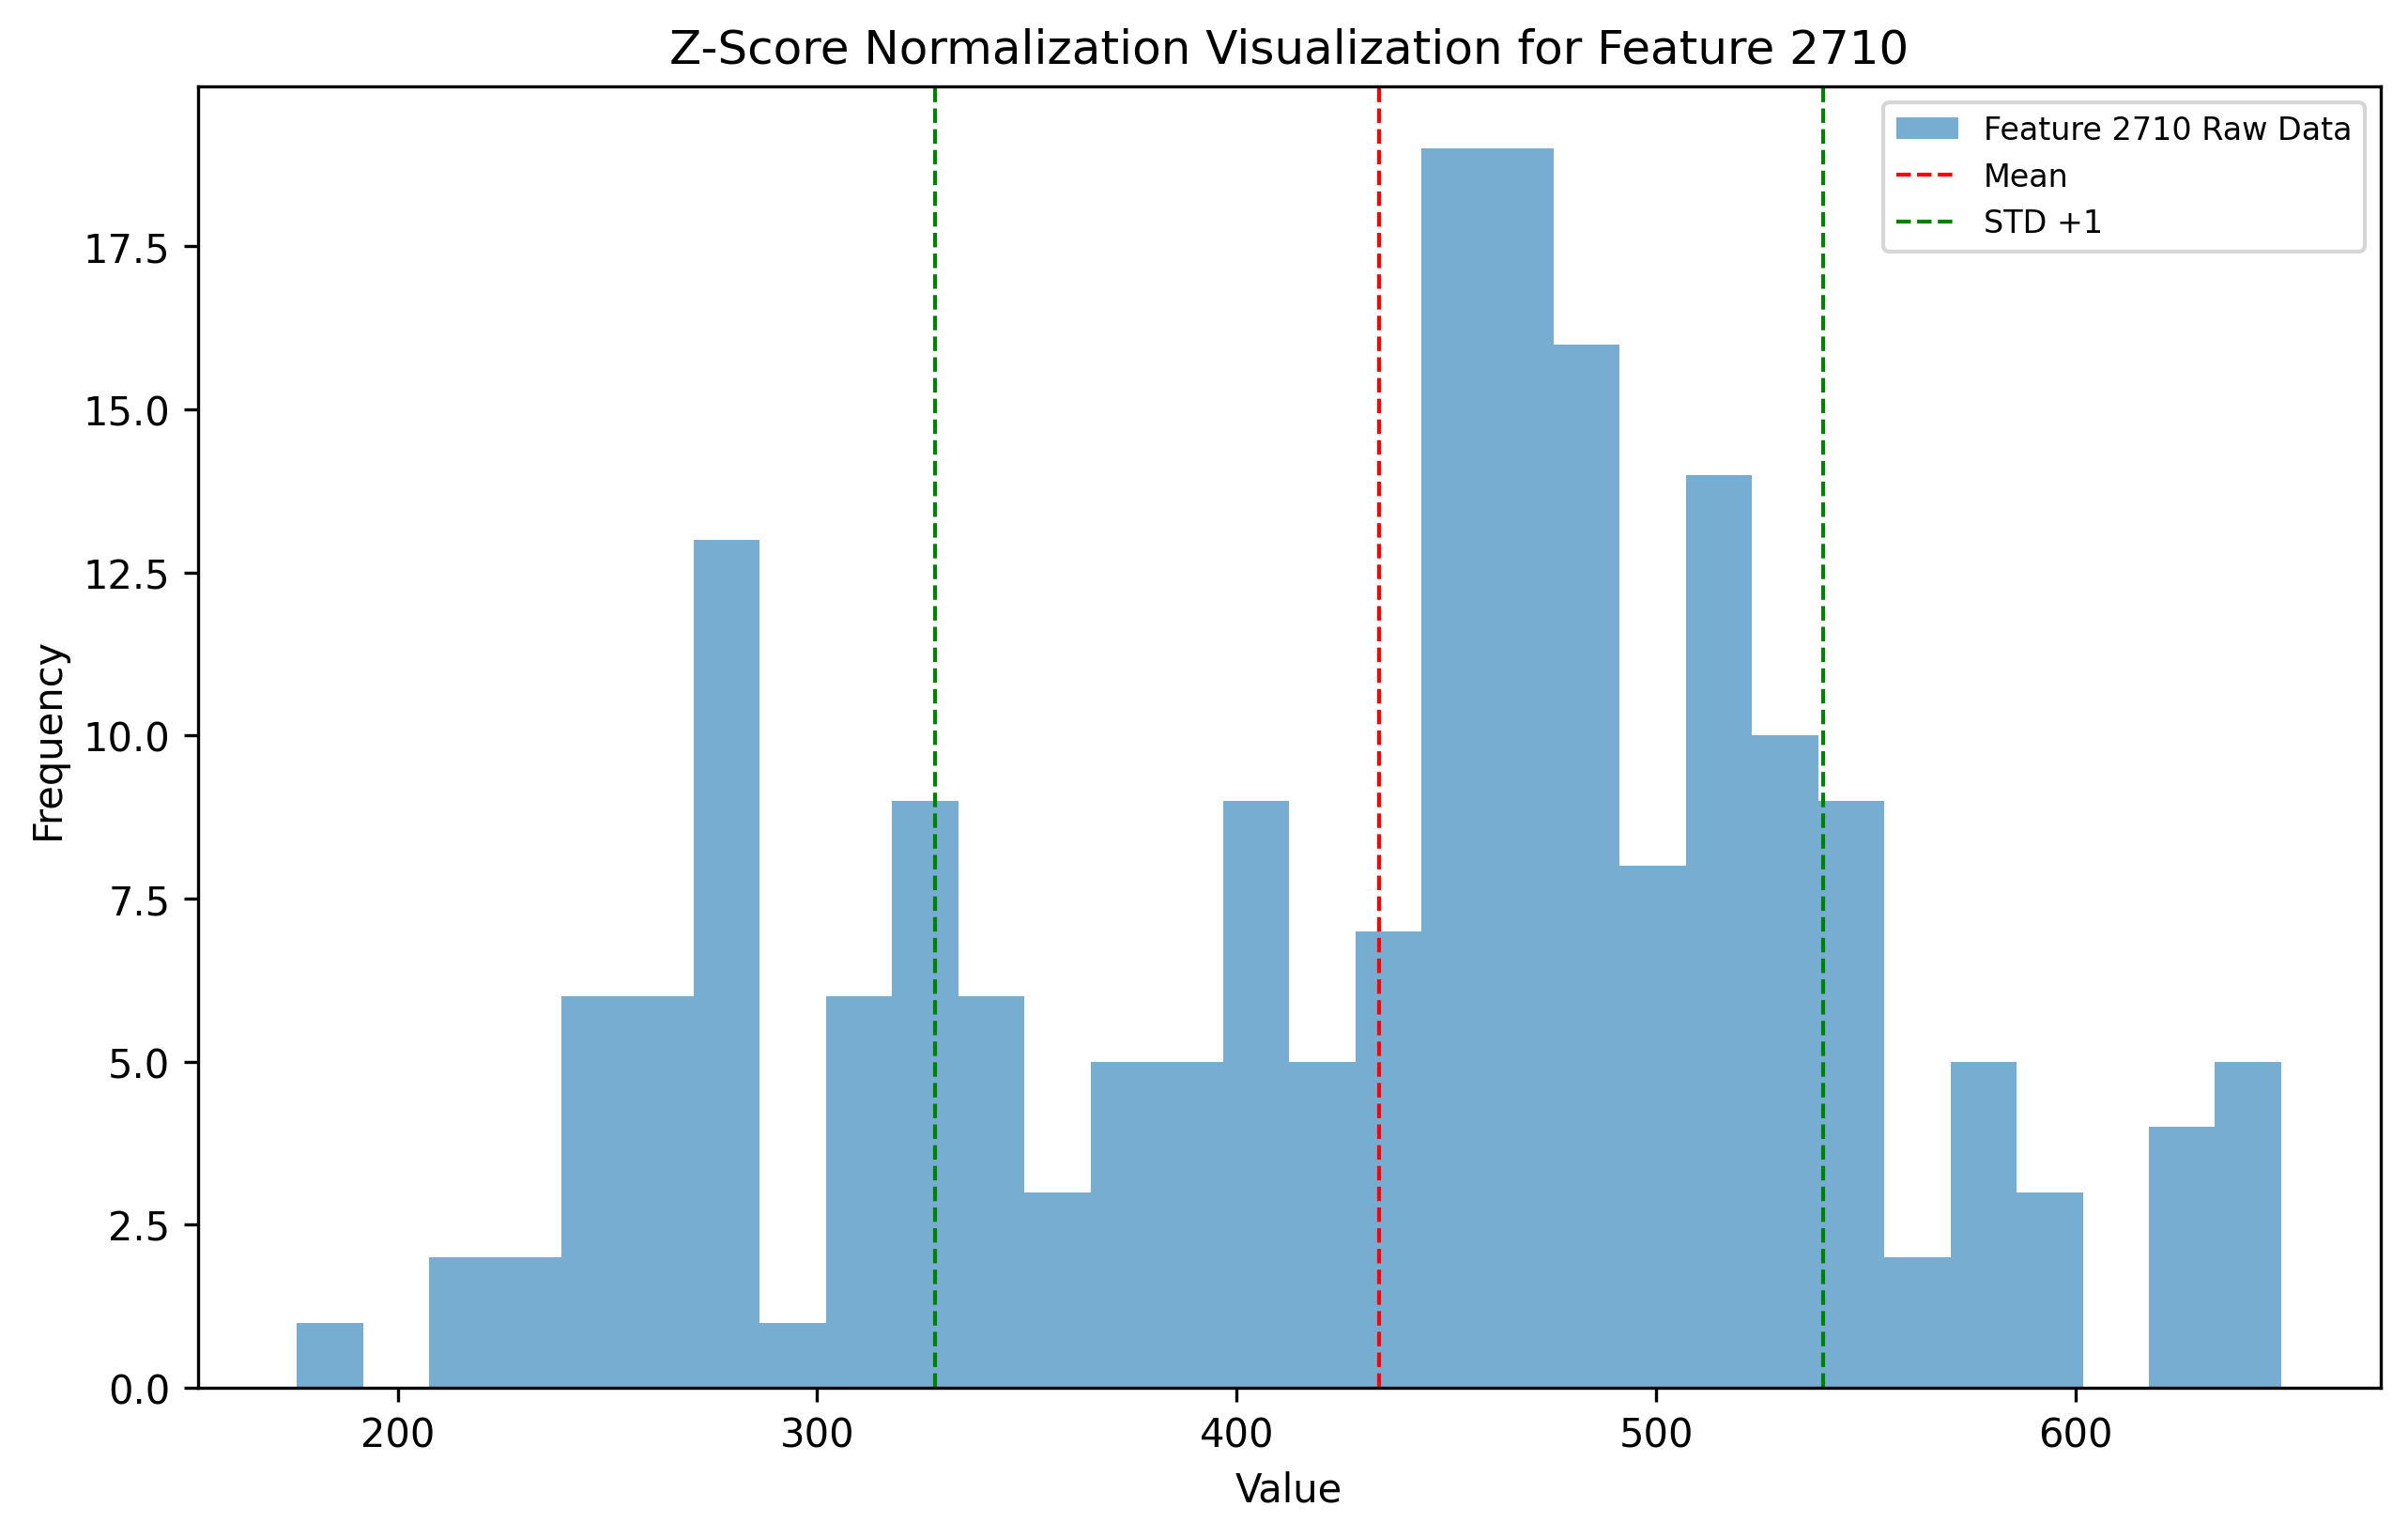 Z-Score Normalization Visualization for Feature 2710
Feature 2710 Raw Data
Mean
STD +1
17.5
15.0
12.5
10.0
7.5
5.0
2.5
0.0
Frequency
200 300 400 500 600
Value